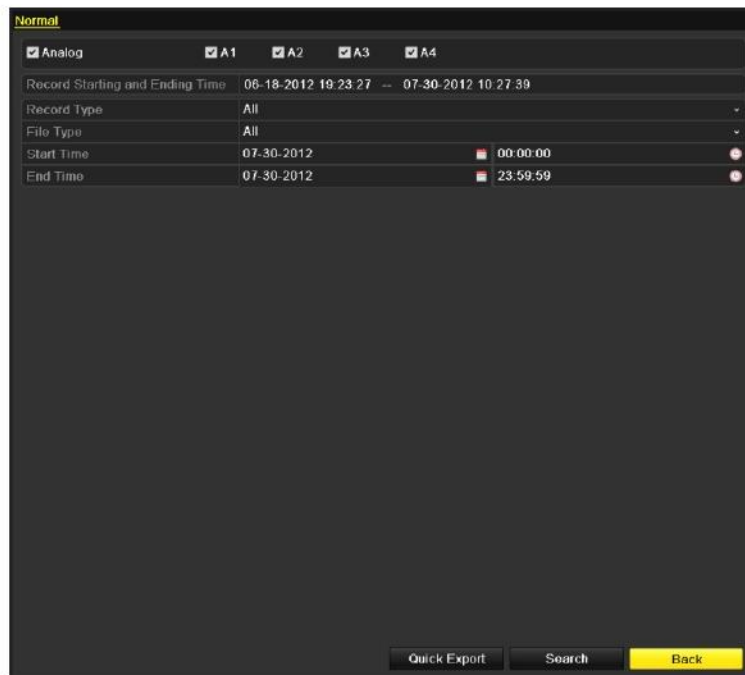 Normal
Analog A1 A2 A3 A4
Record Starting and Ending Time 06-18-2012 19:23:27 -- 07-30-2012 10:27:39
Record Type All
File Type All
Start Time 07-30-2012 00:00:00
End Time 07-30-2012 23:59:59
Quick Export Search Back